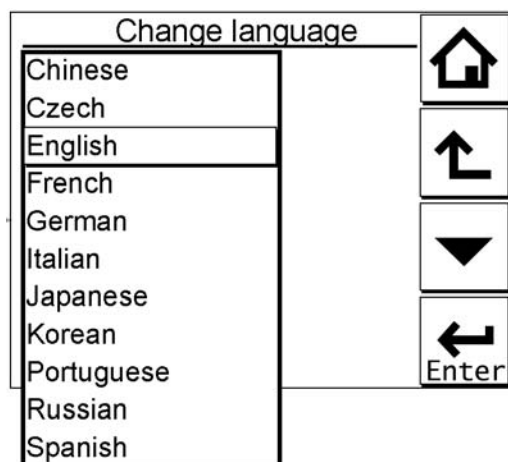 Change language
Chinese
Czech
English
French
German
Italian
Japanese
Korean
Portuguese
Russian
Spanish
Enter